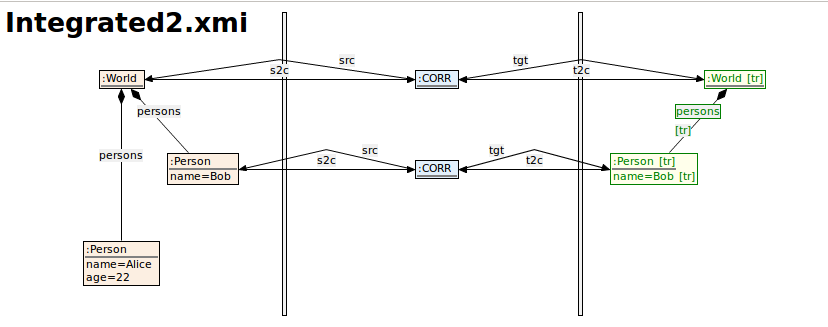 Integrated2.xmi
src
tgt
:World
s2c
:CORR
t2c
:World [tr]
persons
persons
[tr]
src
tgt
persons
:Person
name=Bob
s2c
:CORR
t2c
:Person [tr]
name=Bob [tr]
:Person
name=Alice
age=22